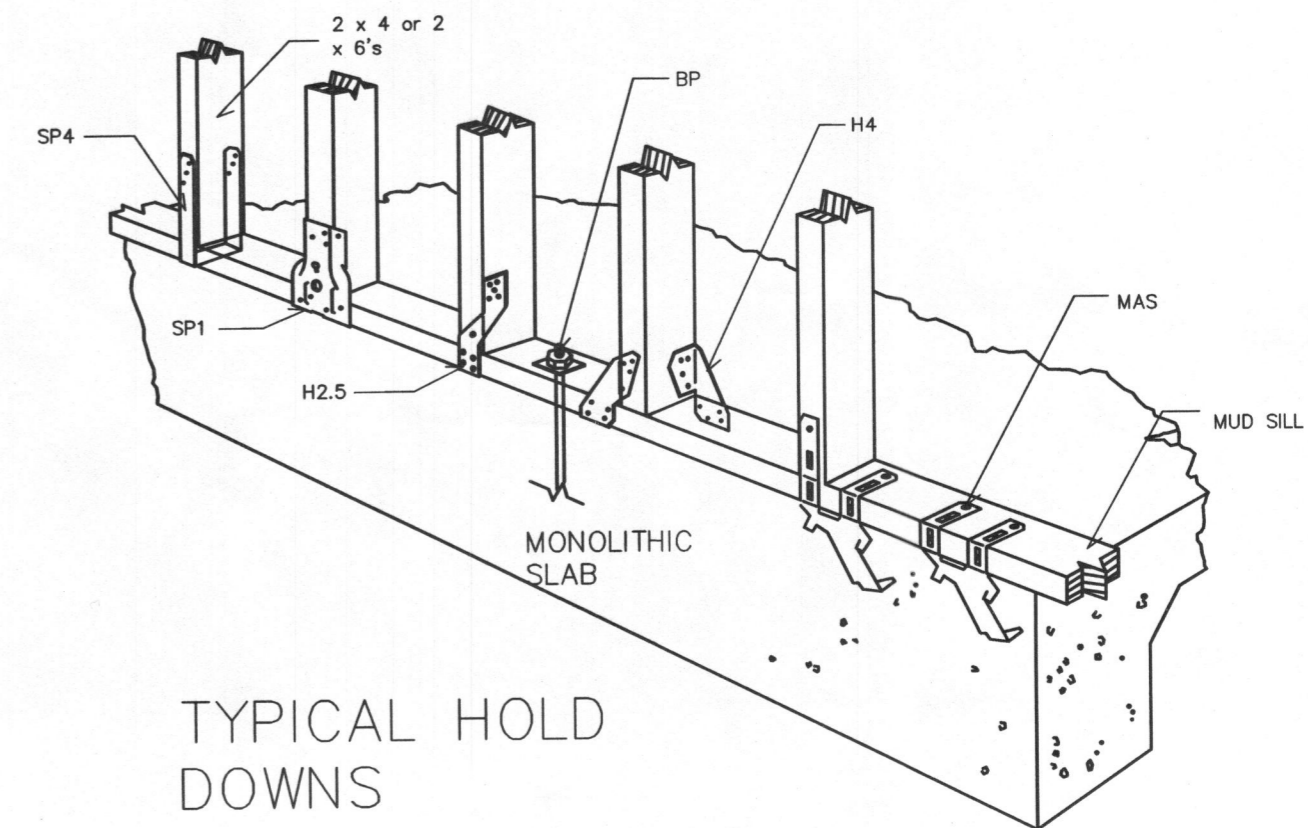 2 x 4 or 2
x 6's
BP
H4
SP4
MAS
SP1
H2.5
MUD SILL
MONOLITHIC
SLAB
TYPICAL HOLD
DOWNS